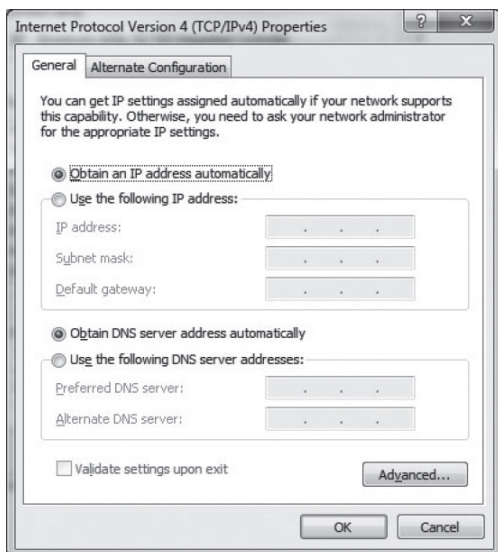 Internet Protocol Version 4 (TCP/IPv4) Properties
General
Alternate Configuration
You can get IP settings assigned automatically if your network supports
this capability. Otherwise, you need to ask your network administrator
for the appropriate IP settings.
Obtain an IP address automatically
Use the following IP address:
IP address:
Subnet mask:
Default gateway:
Obtain DNS server address automatically
Use the following DNS server addresses:
Preferred DNS server:
Alternate DNS server:
Validate settings upon exit
Advanced...
OK
Cancel